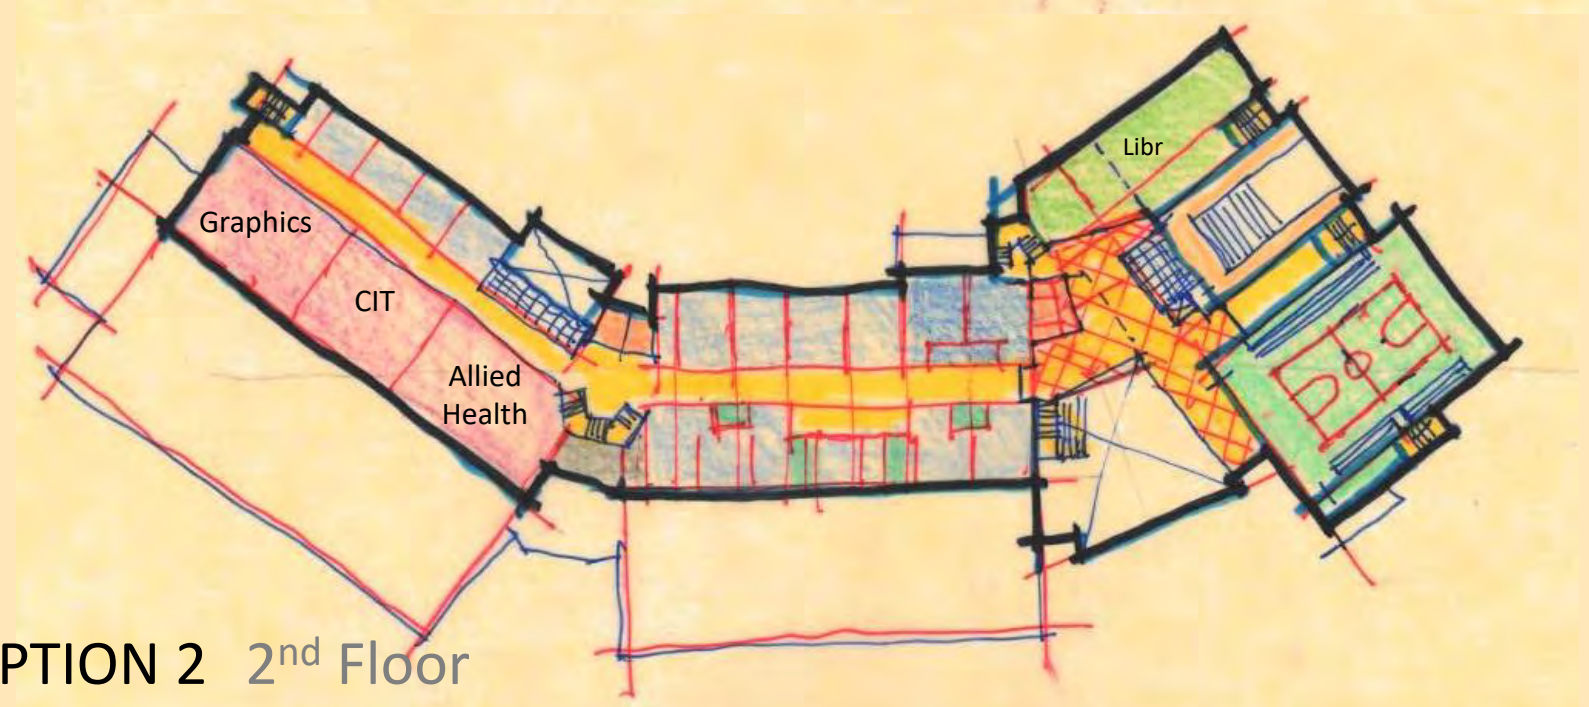 Libr
Graphics
CIT
Allied
Health
PTION 2 2nd Floor